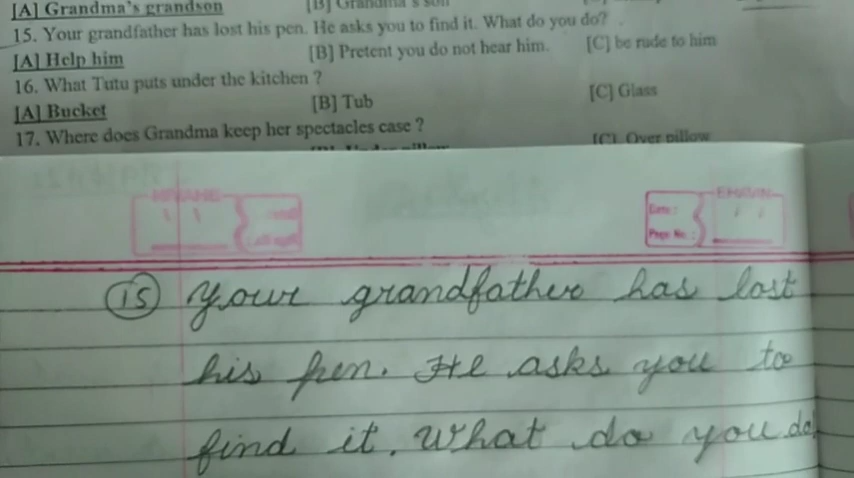 [A] Grandma's grandson [B] Grandma's son
15. Your grandfather has lost his pen. He asks you to find it. What do you do?
[A] Help him [B] Pretent you do not hear him. [C] be rude to him
16. What Tutu puts under the kitchen ?
[A] Bucket [B] Tub [C] Glass
17. Where does Grandma keep her spectacles case ?
[C] Over pillow
Date :
Page No. :
15 Your grandfather has lost
his pen. He asks you to
find it. What do you do